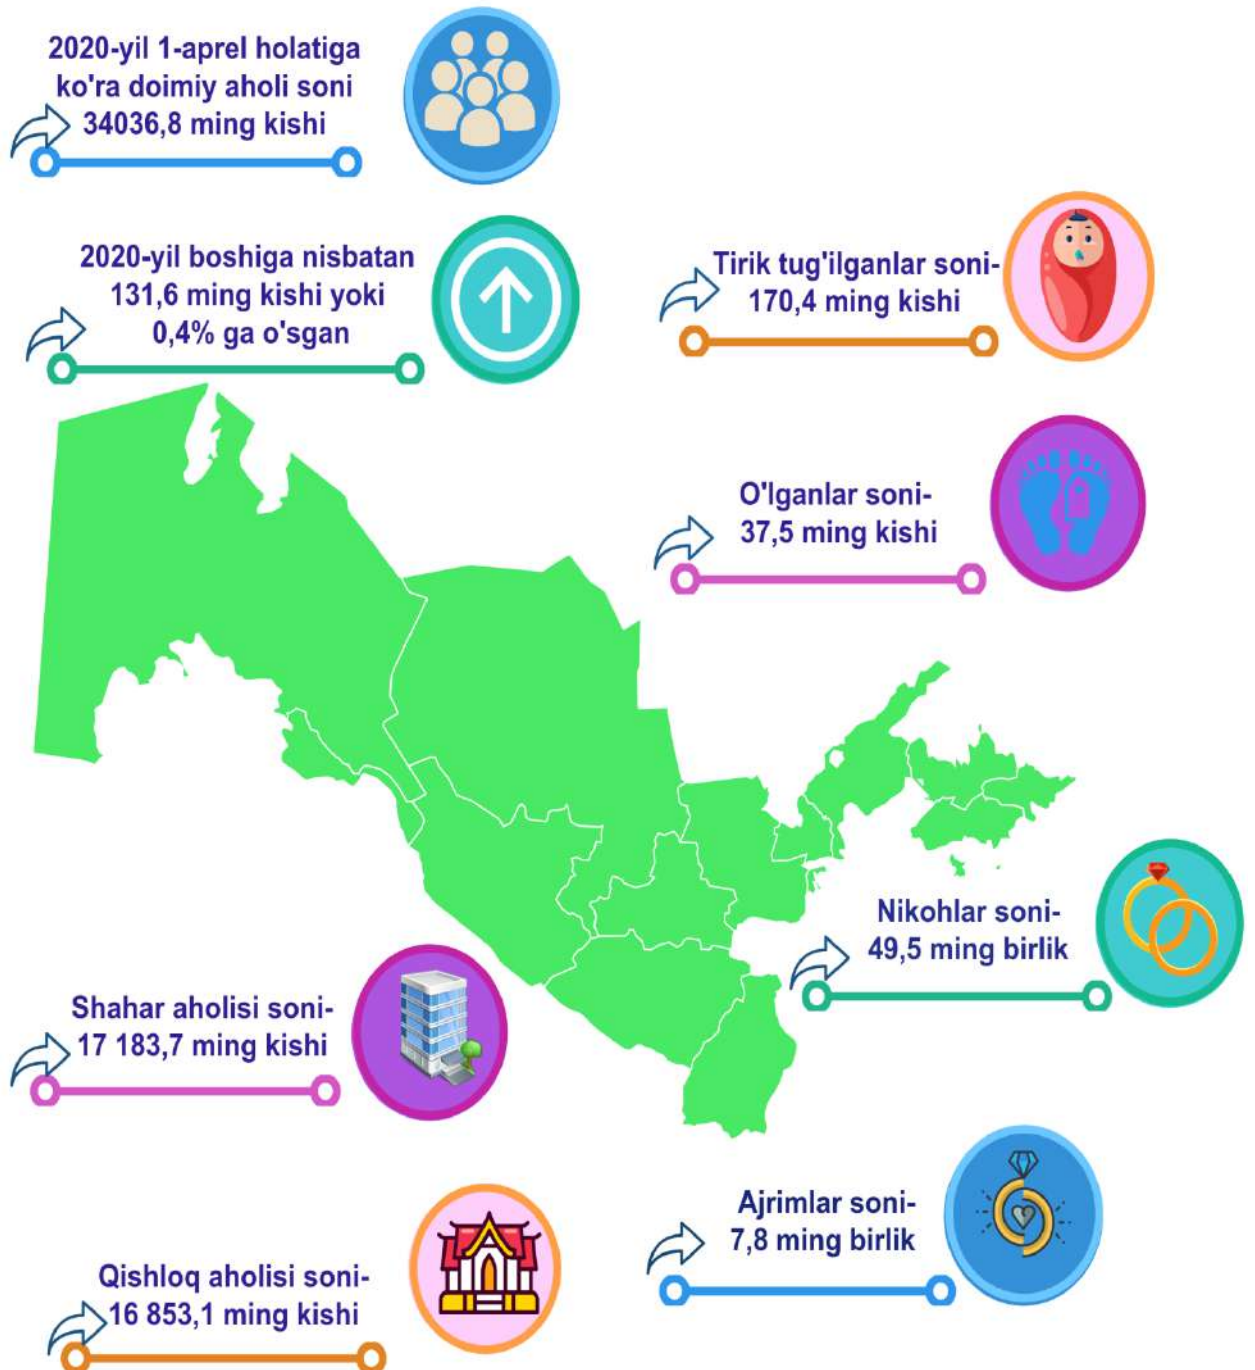 2020-yil 1-aprel holatiga
ko'ra doimiy aholi soni
34036,8 ming kishi
2020-yil boshiga nisbatan
131,6 ming kishi yoki
0,4% ga o'sgan
Tirik tug'ilganlar soni-
170,4 ming kishi
O'lganlar soni-
37,5 ming kishi
Nikohlar soni-
49,5 ming birlik
Shahar aholisi soni-
17 183,7 ming kishi
Ajrimlar soni-
7,8 ming birlik
Qishloq aholisi soni-
16 853,1 ming kishi